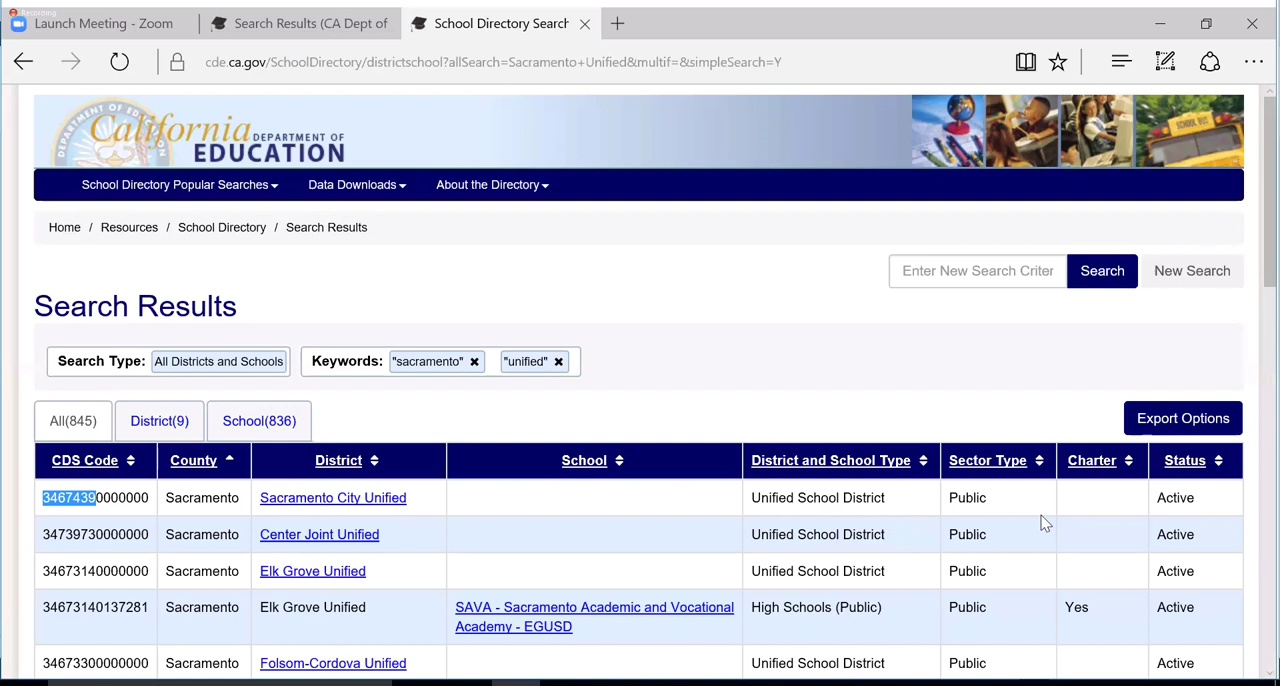 Recording
Launch Meeting - Zoom
Search Results (CA Dept of
School Directory Search
cde.ca.gov/SchoolDirectory/districtschool?allSearch=Sacramento+Unified&multif=&simpleSearch=Y
California DEPARTMENT OF
EDUCATION
SCHOOL BUS
School Directory Popular Searches
Data Downloads
About the Directory
Home / Resources / School Directory / Search Results
Enter New Search Criter
Search
New Search
Search Results
Search Type: All Districts and Schools
Keywords: "sacramento" ✖ "unified" ✖
All(845)
District(9)
School(836)
Export Options
CDS Code County District School District and School Type Sector Type Charter Status
34674390000000 Sacramento Sacramento City Unified Unified School District Public Active
34739730000000 Sacramento Center Joint Unified Unified School District Public Active
34673140000000 Sacramento Elk Grove Unified Unified School District Public Active
34673140137281 Sacramento Elk Grove Unified SAVA - Sacramento Academic and Vocational High Schools (Public) Public Yes Active
Academy - EGUSD
34673300000000 Sacramento Folsom-Cordova Unified Unified School District Public Active